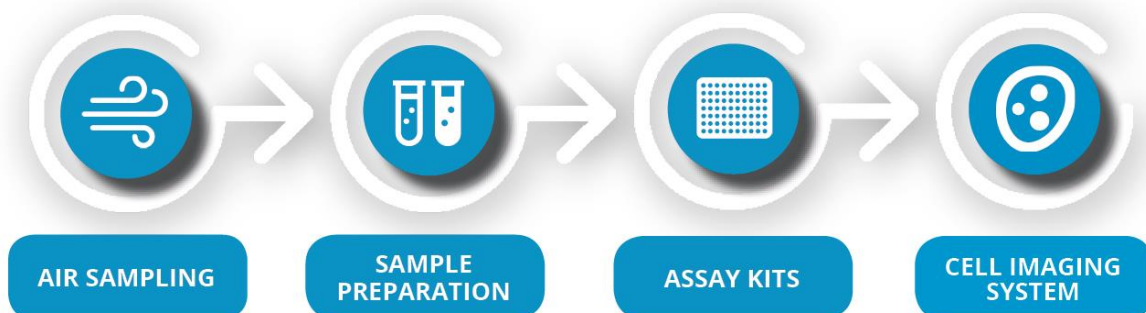 AIR SAMPLING
SAMPLE
PREPARATION
ASSAY KITS
CELL IMAGING
SYSTEM